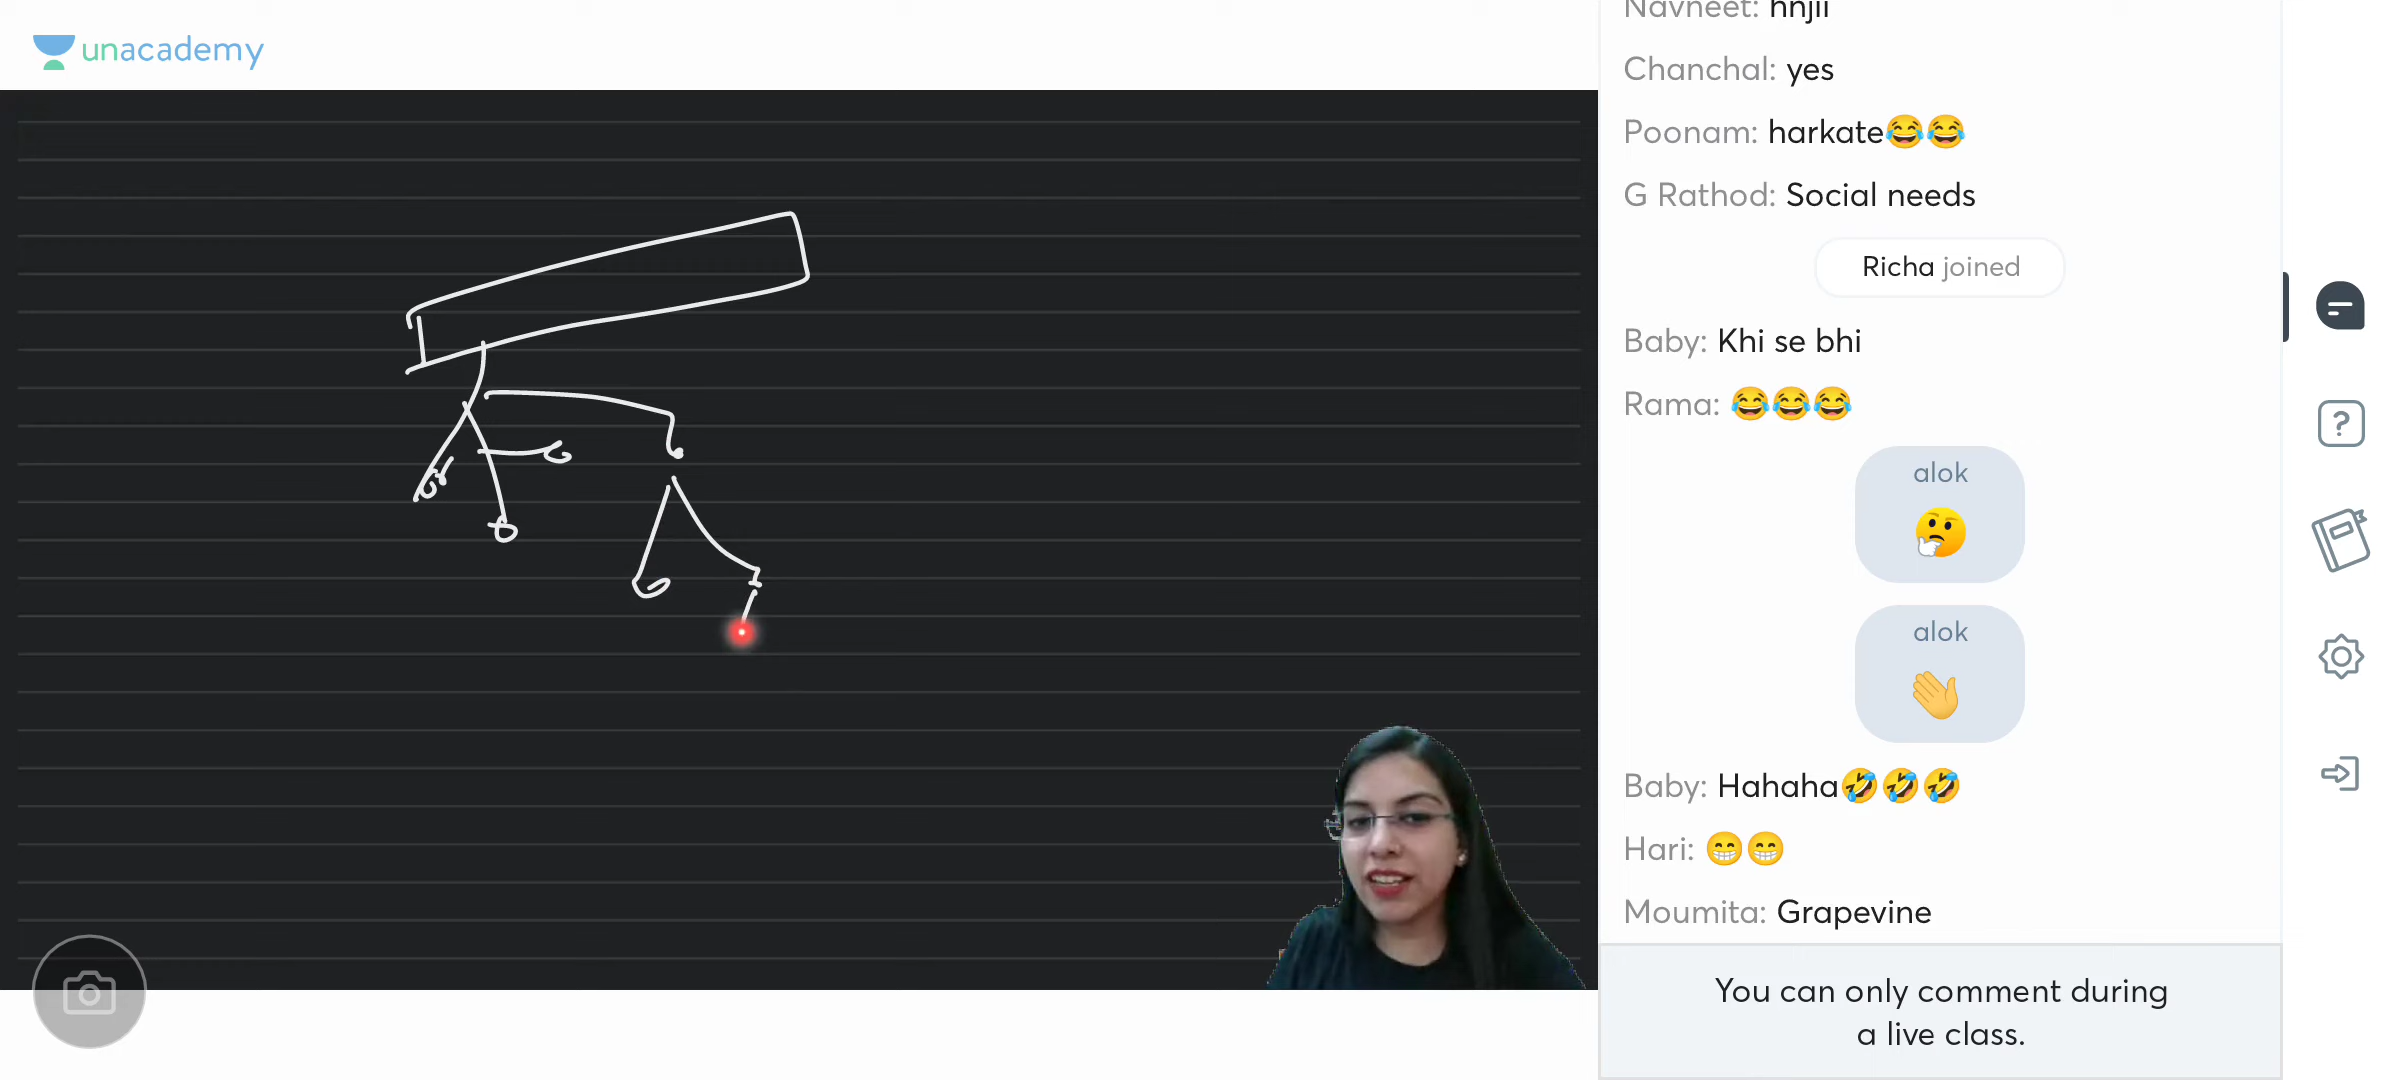 unacademy
Navneet: hnjii
Chanchal: yes
Poonam: harkate😂😂
G Rathod: Social needs
Richa joined
Baby: Khi se bhi
Rama: 😂😂😂
alok
🤔
alok
👋
Baby: Hahaha🤣🤣🤣
Hari: 😁😁
Moumita: Grapevine
You can only comment during
a live class.